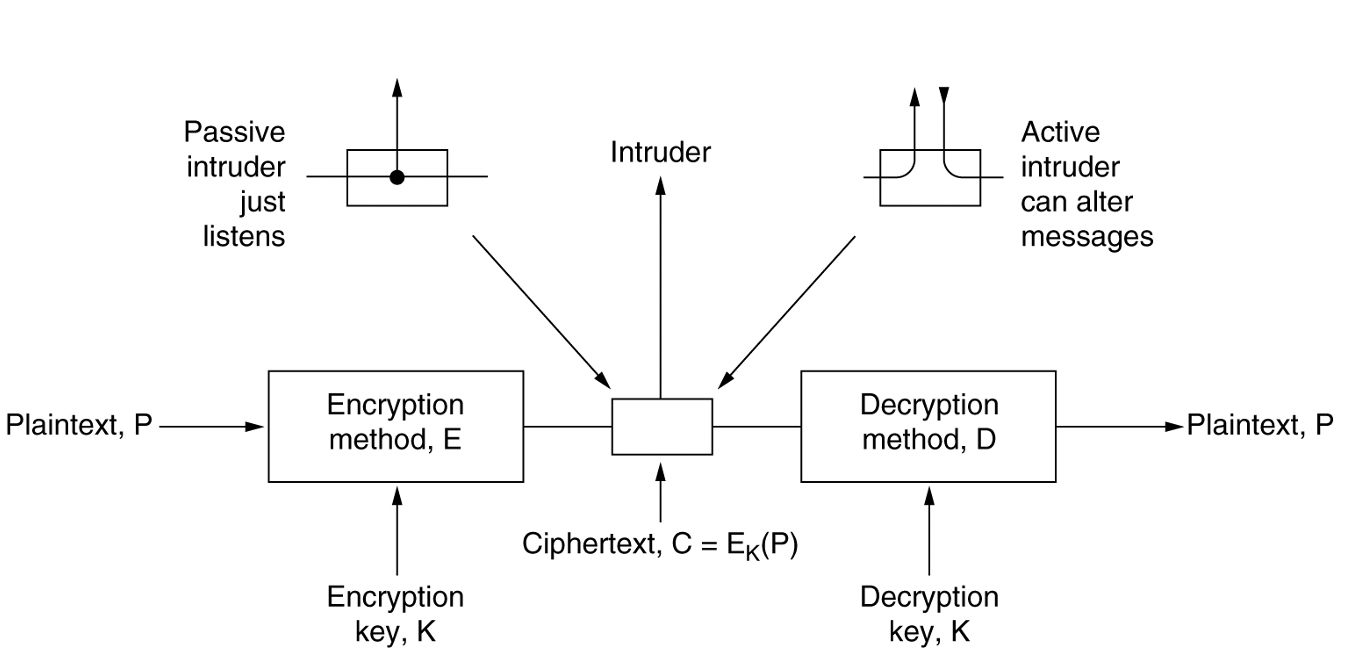 Passive
intruder
just
listens
Intruder
Active
intruder
can alter
messages
Plaintext, P
Encryption
method, E
Decryption
method, D
Plaintext, P
Ciphertext, C = EK(P)
Encryption
key, K
Decryption
key, K